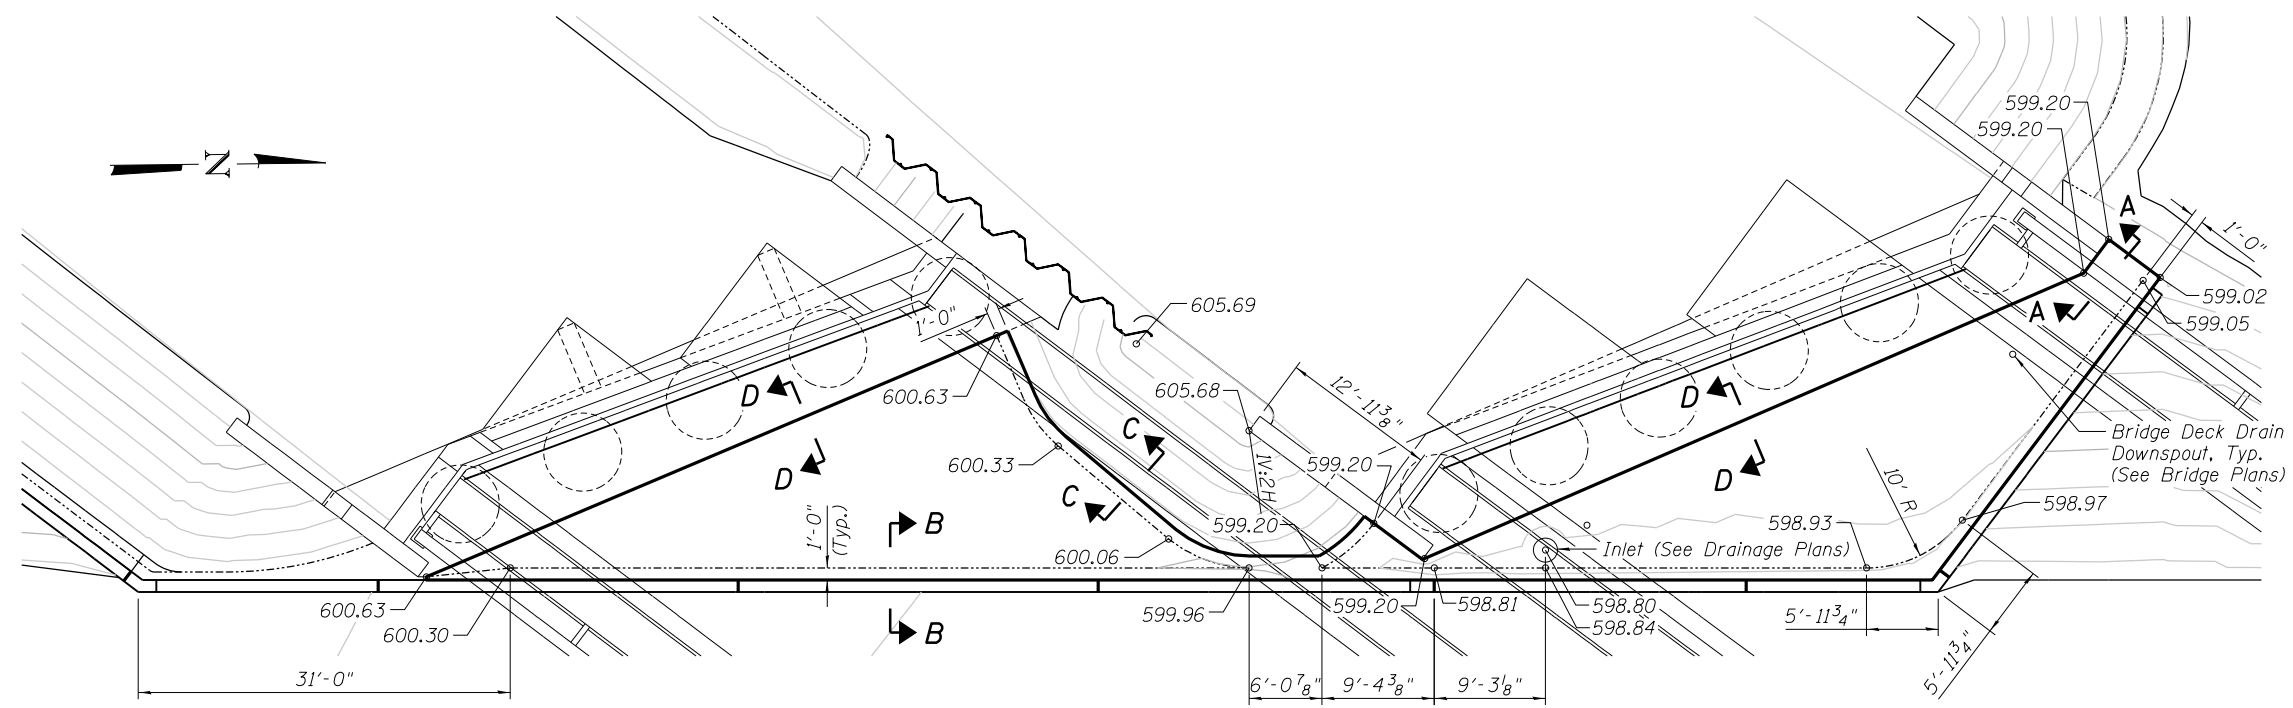 N
599.20
599.20
A
1'-0"
605.69
1'-0"
A
599.02
599.05
D
600.63
605.68
12'-11 3/8"
D
C
Bridge Deck Drain
Downspout, Typ.
(See Bridge Plans)
600.33
1V:2H
599.20
D
D
10' R
598.97
C
1'-0"
(Typ.)
B
599.20
598.93
600.06
Inlet (See Drainage Plans)
600.63
600.30
B
599.96
599.20
598.81
598.80
598.84
5'-11 3/4"
5'-11 3/4"
31'-0"
6'-0 7/8"
9'-4 3/8"
9'-3 1/8"